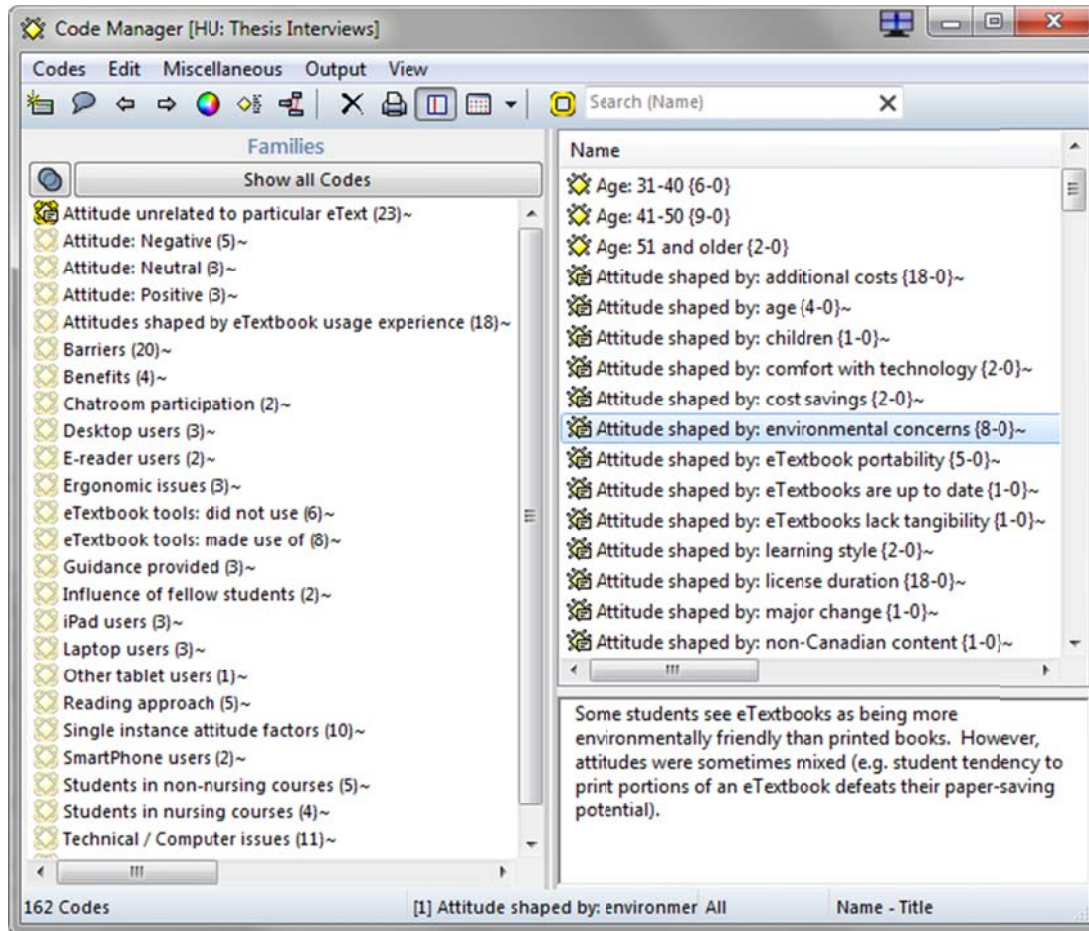 Code Manager [HU: Thesis Interviews]
Codes Edit Miscellaneous Output View
Search (Name)
Families
Show all Codes
Attitude unrelated to particular eText (23)~
Attitude: Negative (5)~
Attitude: Neutral (3)~
Attitude: Positive (3)~
Attitudes shaped by eTextbook usage experience (18)~
Barriers (20)~
Benefits (4)~
Chatroom participation (2)~
Desktop users (3)~
E-reader users (2)~
Ergonomic issues (3)~
eTextbook tools: did not use (6)~
eTextbook tools: made use of (8)~
Guidance provided (3)~
Influence of fellow students (2)~
iPad users (3)~
Laptop users (3)~
Other tablet users (1)~
Reading approach (5)~
Single instance attitude factors (10)~
SmartPhone users (2)~
Students in non-nursing courses (5)~
Students in nursing courses (4)~
Technical / Computer issues (11)~
Name
Age: 31-40 {6-0}
Age: 41-50 {9-0}
Age: 51 and older {2-0}
Attitude shaped by: additional costs {18-0}~
Attitude shaped by: age {4-0}~
Attitude shaped by: children {1-0}~
Attitude shaped by: comfort with technology {2-0}~
Attitude shaped by: cost savings {2-0}~
Attitude shaped by: environmental concerns {8-0}~
Attitude shaped by: eTextbook portability {5-0}~
Attitude shaped by: eTextbooks are up to date {1-0}~
Attitude shaped by: eTextbooks lack tangibility {1-0}~
Attitude shaped by: learning style {2-0}~
Attitude shaped by: license duration {18-0}~
Attitude shaped by: major change {1-0}~
Attitude shaped by: non-Canadian content {1-0}~
Some students see eTextbooks as being more
environmentally friendly than printed books. However,
attitudes were sometimes mixed (e.g. student tendency to
print portions of an eTextbook defeats their paper-saving
potential).
162 Codes [1] Attitude shaped by: environmer All Name - Title